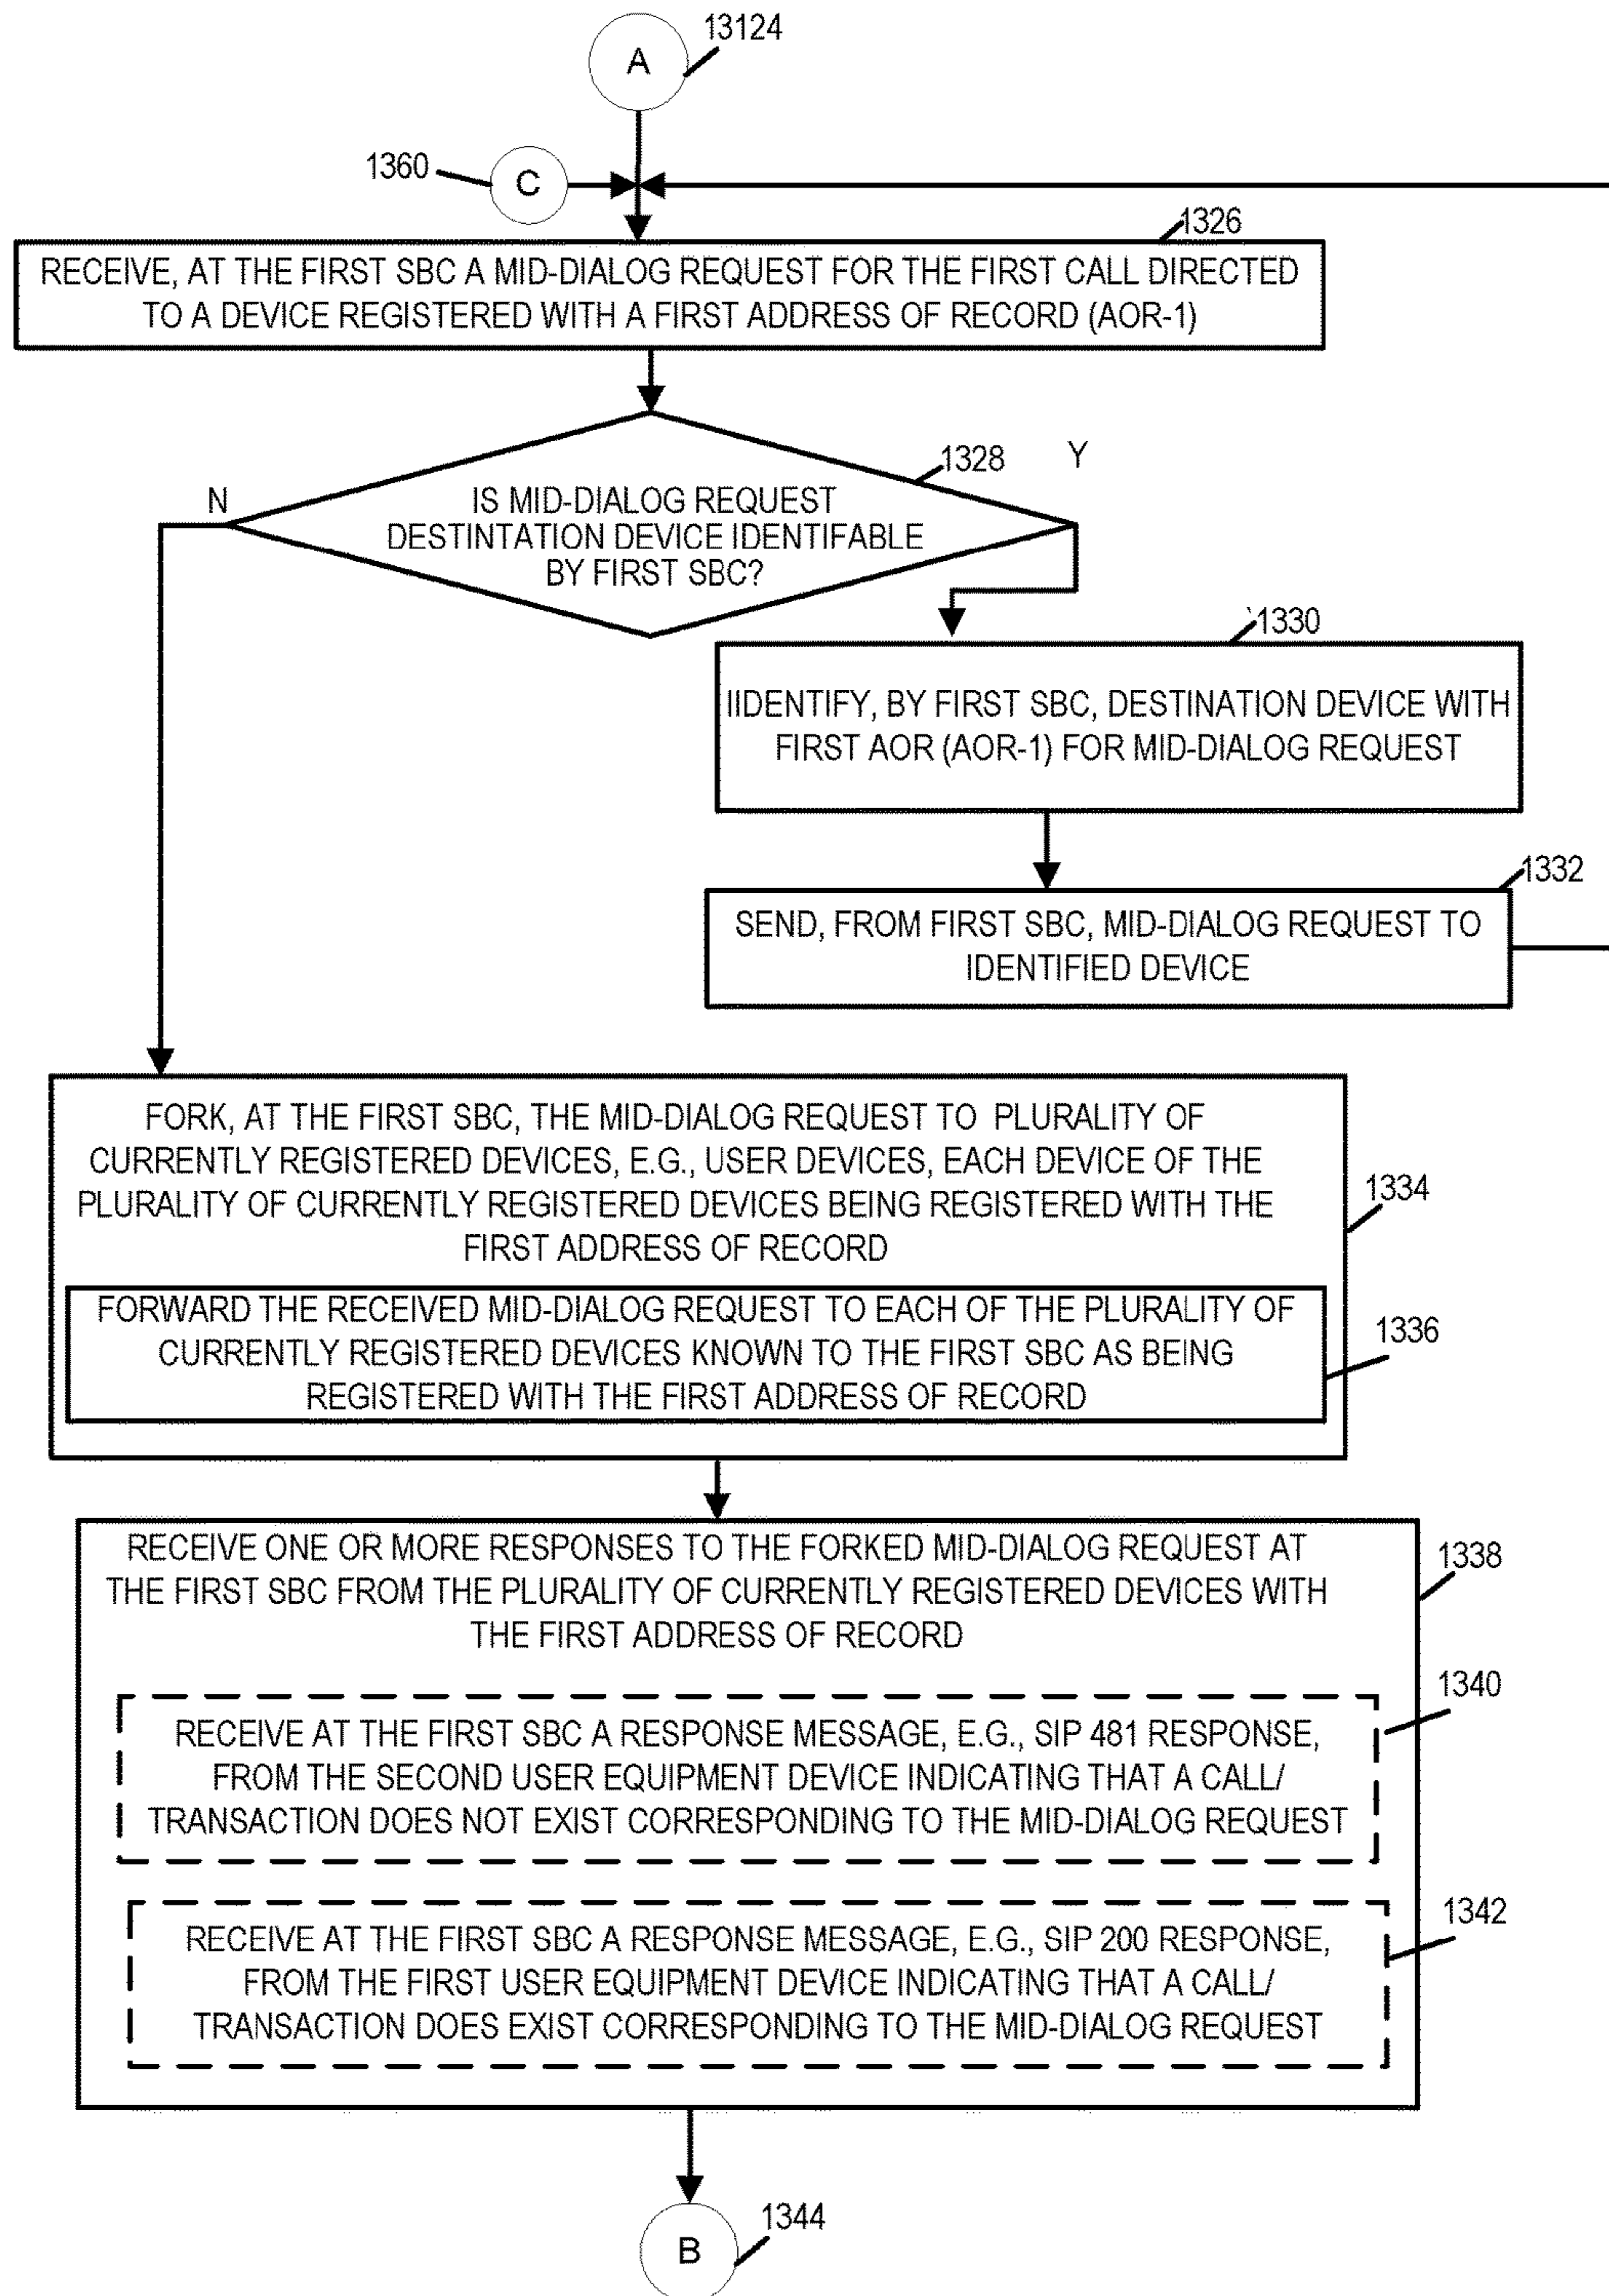 13124
A
1360
C
1326
RECEIVE, AT THE FIRST SBC A MID-DIALOG REQUEST FOR THE FIRST CALL DIRECTED
TO A DEVICE REGISTERED WITH A FIRST ADDRESS OF RECORD (AOR-1)
1328
Y
N
IS MID-DIALOG REQUEST
DESTINTATION DEVICE IDENTIFABLE
BY FIRST SBC?
`1330
IIDENTIFY, BY FIRST SBC, DESTINATION DEVICE WITH
FIRST AOR (AOR-1) FOR MID-DIALOG REQUEST
1332
SEND, FROM FIRST SBC, MID-DIALOG REQUEST TO
IDENTIFIED DEVICE
FORK, AT THE FIRST SBC, THE MID-DIALOG REQUEST TO PLURALITY OF
CURRENTLY REGISTERED DEVICES, E.G., USER DEVICES, EACH DEVICE OF THE
PLURALITY OF CURRENTLY REGISTERED DEVICES BEING REGISTERED WITH THE
FIRST ADDRESS OF RECORD
1334
FORWARD THE RECEIVED MID-DIALOG REQUEST TO EACH OF THE PLURALITY OF
CURRENTLY REGISTERED DEVICES KNOWN TO THE FIRST SBC AS BEING
REGISTERED WITH THE FIRST ADDRESS OF RECORD
1336
RECEIVE ONE OR MORE RESPONSES TO THE FORKED MID-DIALOG REQUEST AT
THE FIRST SBC FROM THE PLURALITY OF CURRENTLY REGISTERED DEVICES WITH
THE FIRST ADDRESS OF RECORD
1338
1340
RECEIVE AT THE FIRST SBC A RESPONSE MESSAGE, E.G., SIP 481 RESPONSE,
FROM THE SECOND USER EQUIPMENT DEVICE INDICATING THAT A CALL/
TRANSACTION DOES NOT EXIST CORRESPONDING TO THE MID-DIALOG REQUEST
1342
RECEIVE AT THE FIRST SBC A RESPONSE MESSAGE, E.G., SIP 200 RESPONSE,
FROM THE FIRST USER EQUIPMENT DEVICE INDICATING THAT A CALL/
TRANSACTION DOES EXIST CORRESPONDING TO THE MID-DIALOG REQUEST
1344
B